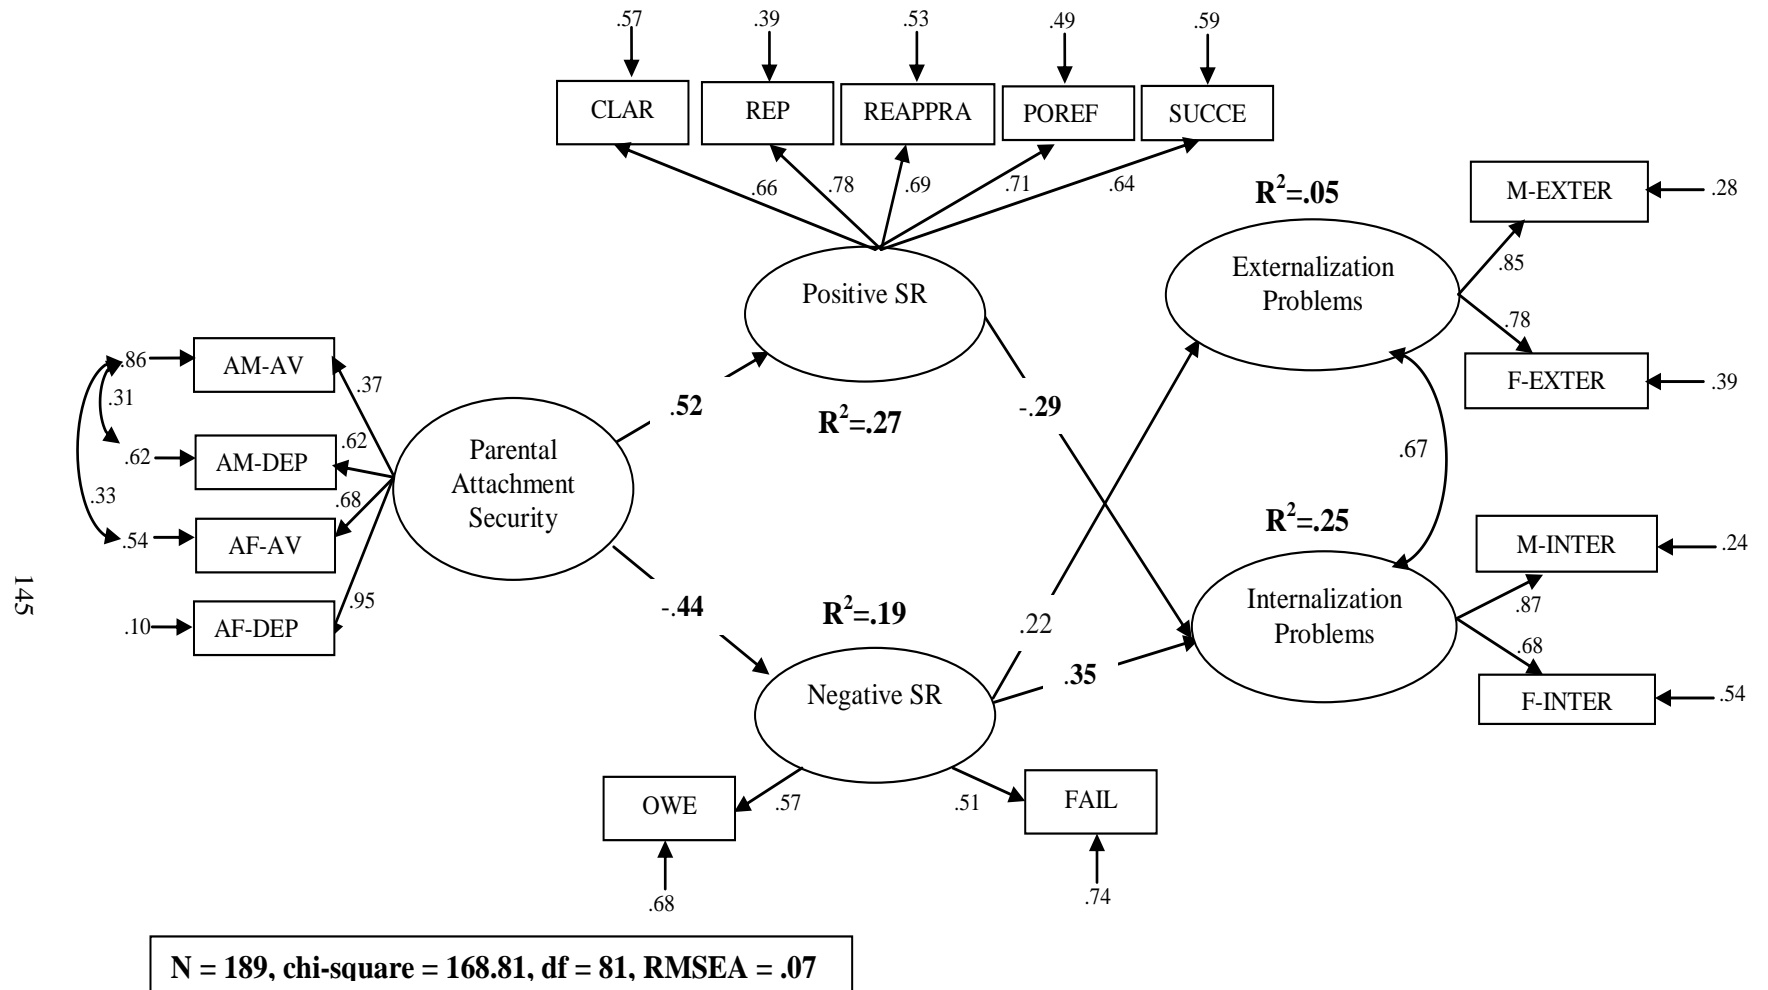 .57
.39
.53
.49
.59
CLAR
REP
REAPPRA
POREF
SUCCE
.66
.78
.69
.71
.64
R²=.05
M-EXTER
.28
Externalization
Problems
.85
Positive SR
.78
F-EXTER
.39
.86
AM-AV
.37
.31
.52
R²=.27
-.29
.62
AM-DEP
.62
Parental
Attachment
Security
.67
.33
.68
.54
AF-AV
R²=.25
M-INTER
.24
145
.95
.10
AF-DEP
-.44
R²=.19
.22
Internalization
Problems
.87
.68
.35
Negative SR
F-INTER
.54
OWE
.57
.51
FAIL
.68
.74
N = 189, chi-square = 168.81, df = 81, RMSEA = .07